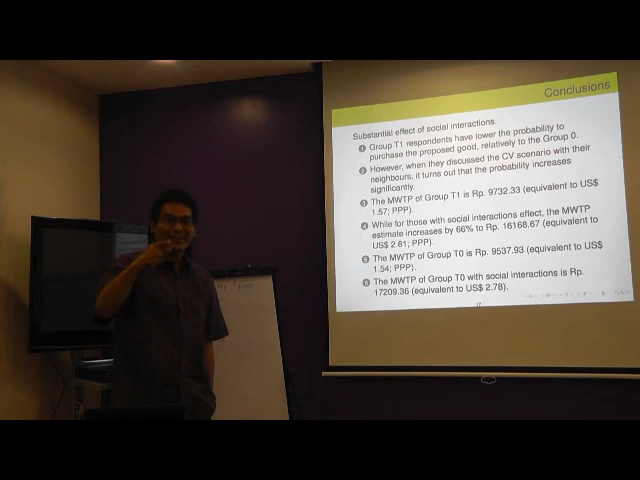 Conclusions
Substantial effect of social interactions.
1 Group T1 respondents have lower the probability to
purchase the proposed good, relatively to the Group 0.
2 However, when they discussed the CV scenario with their
neighbours, it turns out that the probability increases
significantly.
3 The MWTP of Group T1 is Rp. 9732.33 (equivalent to US$
1.57; PPP).
4 While for those with social interactions effect, the MWTP
estimate increases by 66% to Rp. 16168.67 (equivalent to
US$ 2.61; PPP).
5 The MWTP of Group T0 is Rp. 9537.93 (equivalent to US$
1.54; PPP).
6 The MWTP of Group T0 with social interactions is Rp.
17209.36 (equivalent to US$ 2.78).